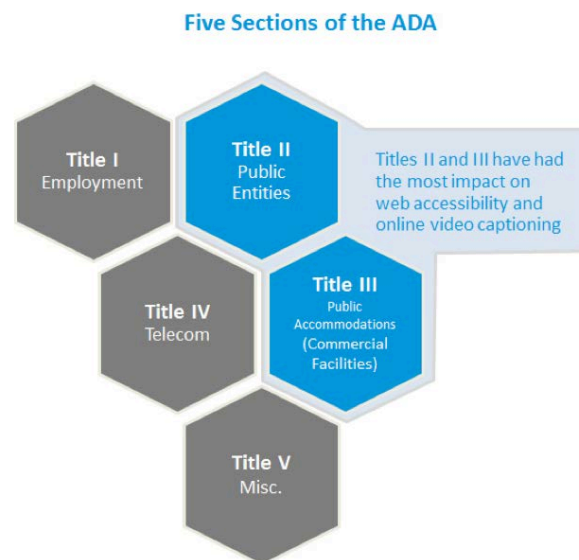 Five Sections of the ADA
Title I
Employment
Title II
Public
Entities
Titles II and III have had
the most impact on
web accessibility and
online video captioning
Title IV
Telecom
Title III
Public
Accommodations
(Commercial
Facilities)
Title V
Misc.